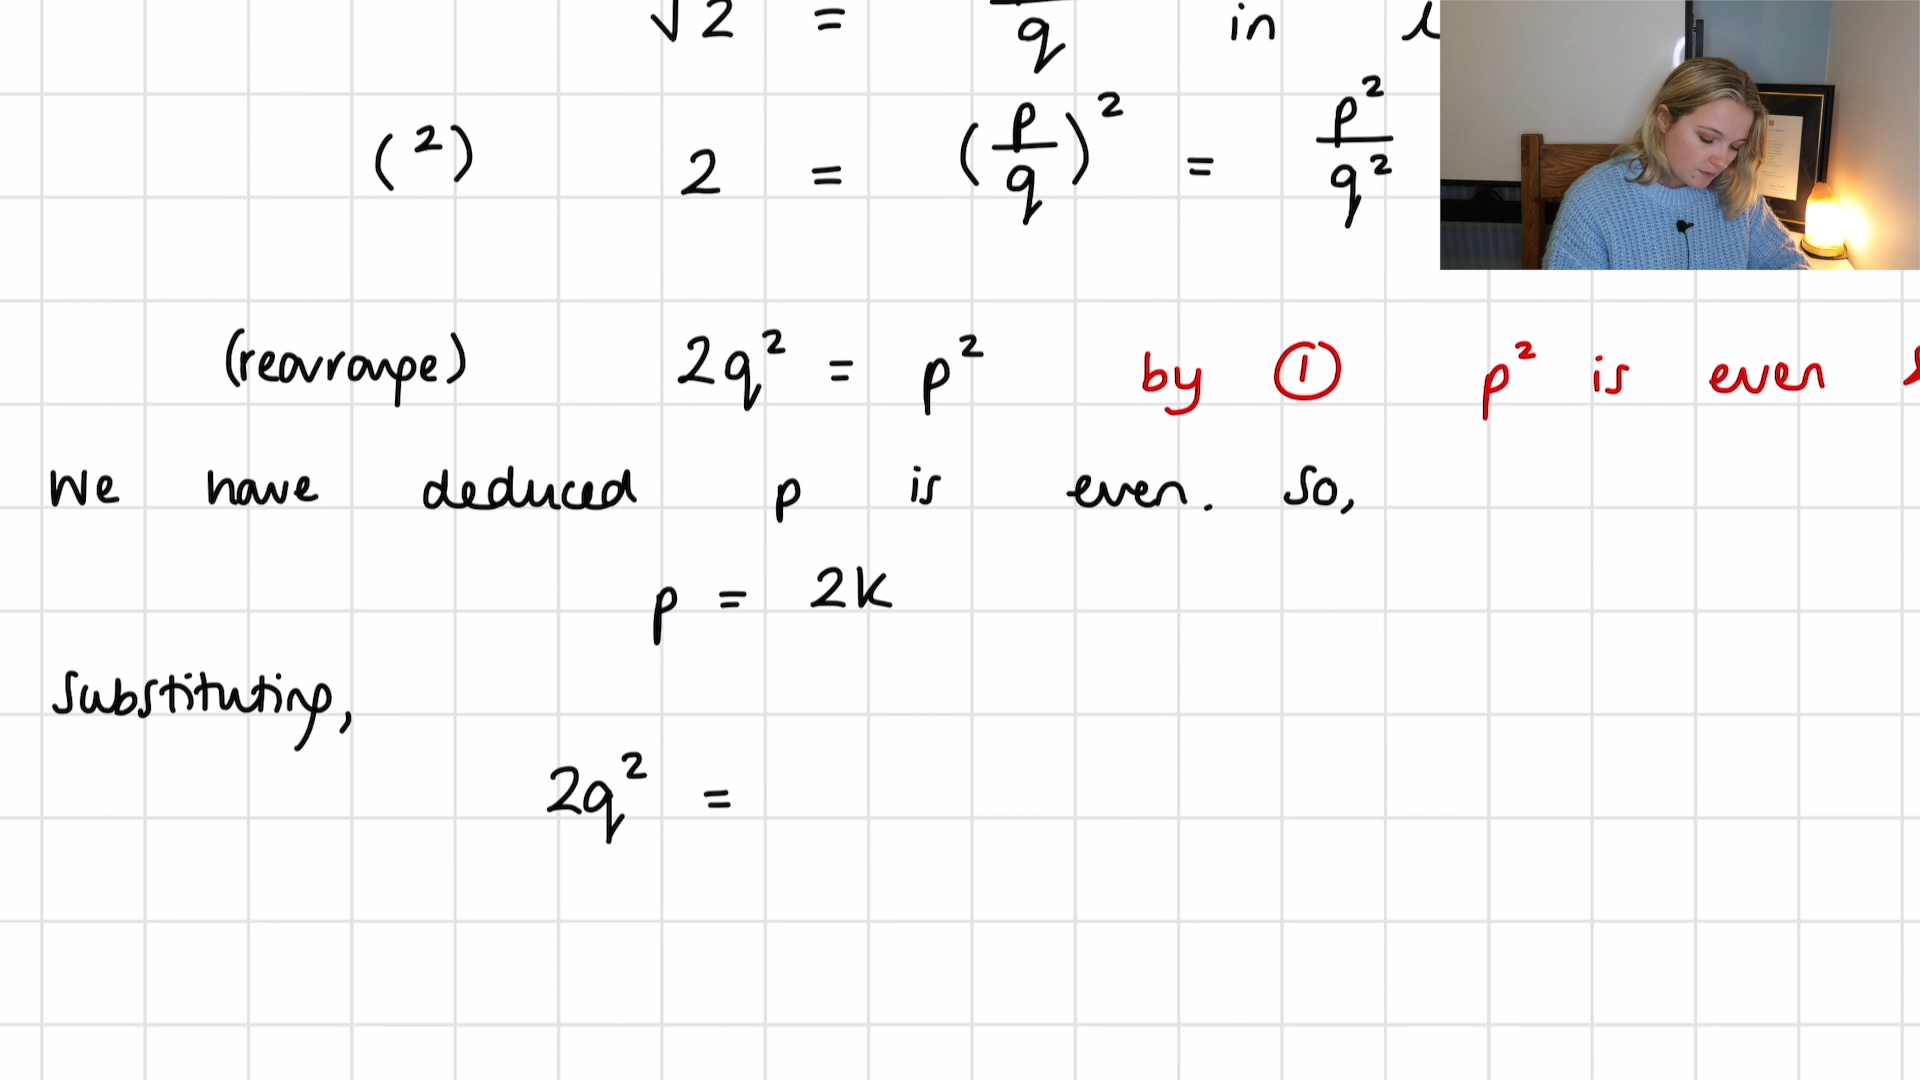 √2 = /q in
(²) 2 = (p/q)² = p²/q²
(rearrange) 2q² = p² by ① p² is even
We have deduced p is even. So,
p = 2k
Substituting,
2q² =